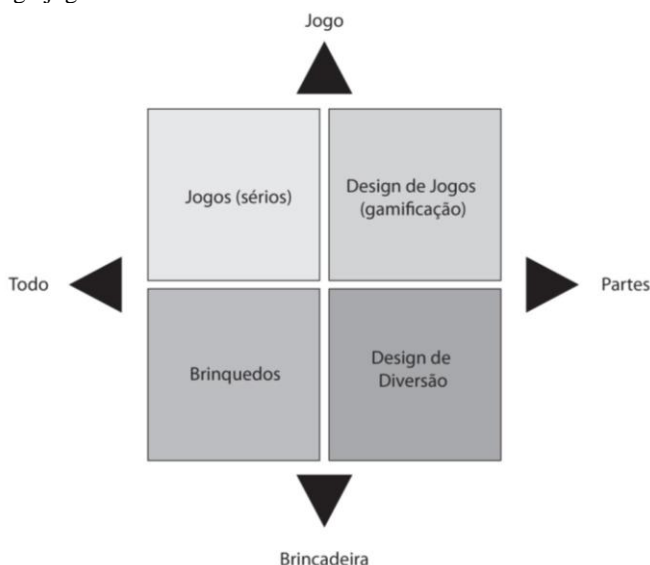 Jogo
Jogos (sérios)
Design de Jogos
(gamificação)
Todo
Partes
Brinquedos
Design de
Diversão
Brincadeira